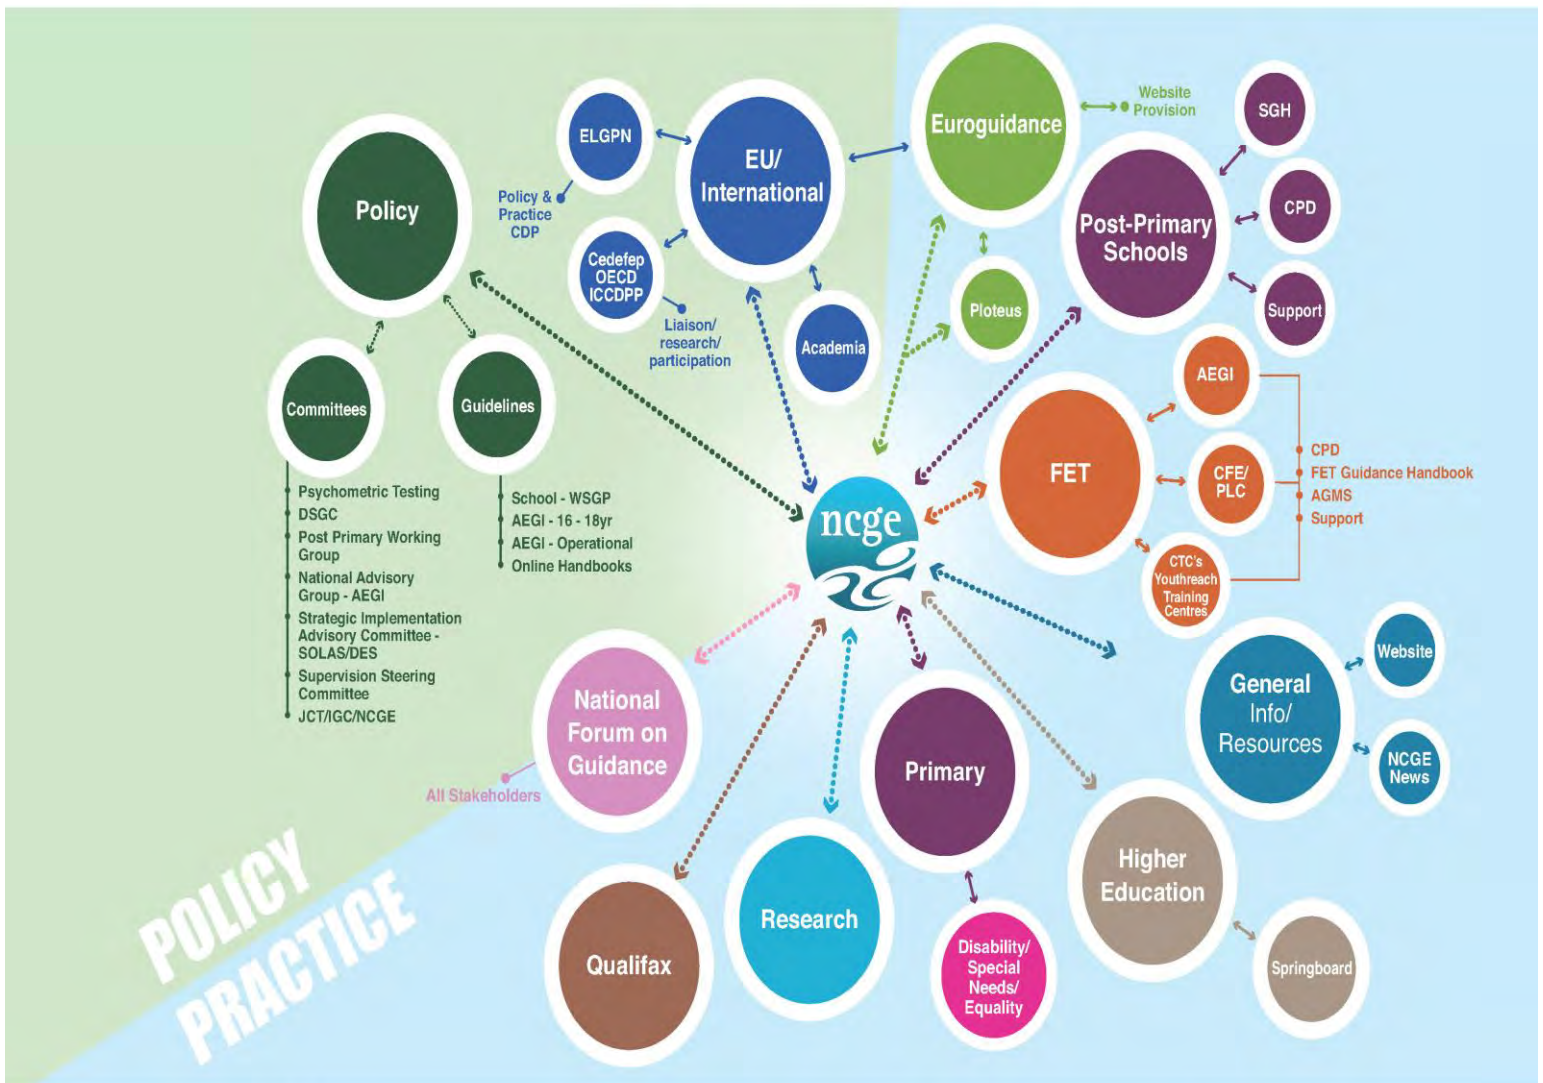 Policy
Committees
Psychometric Testing
DSGC
Post Primary Working
Group
National Advisory
Group - AEGI
Strategic Implementation
Advisory Committee -
SOLAS/DES
Supervision Steering
Committee
JCT/IGC/NCGE
Guidelines
School - WSGP
AEGI - 16 - 18yr
AEGI - Operational
Online Handbooks
ELGPN
Policy &
Practice
CDP
EU/
International
Cedefep
OECD
ICCDPP
Liaison/
research/
participation
Academia
Euroguidance
Website
Provision
Ploteus
Post-Primary
Schools
SGH
CPD
Support
FET
AEGI
CFE/
PLC
CTC's
Youthreach
Training
Centres
CPD
FET Guidance Handbook
AGMS
Support
ncge
General
Info/
Resources
Website
NCGE
News
National
Forum on
Guidance
All Stakeholders
Qualifax
Research
Primary
Disability/
Special
Needs/
Equality
Higher
Education
Springboard
POLICY
PRACTICE